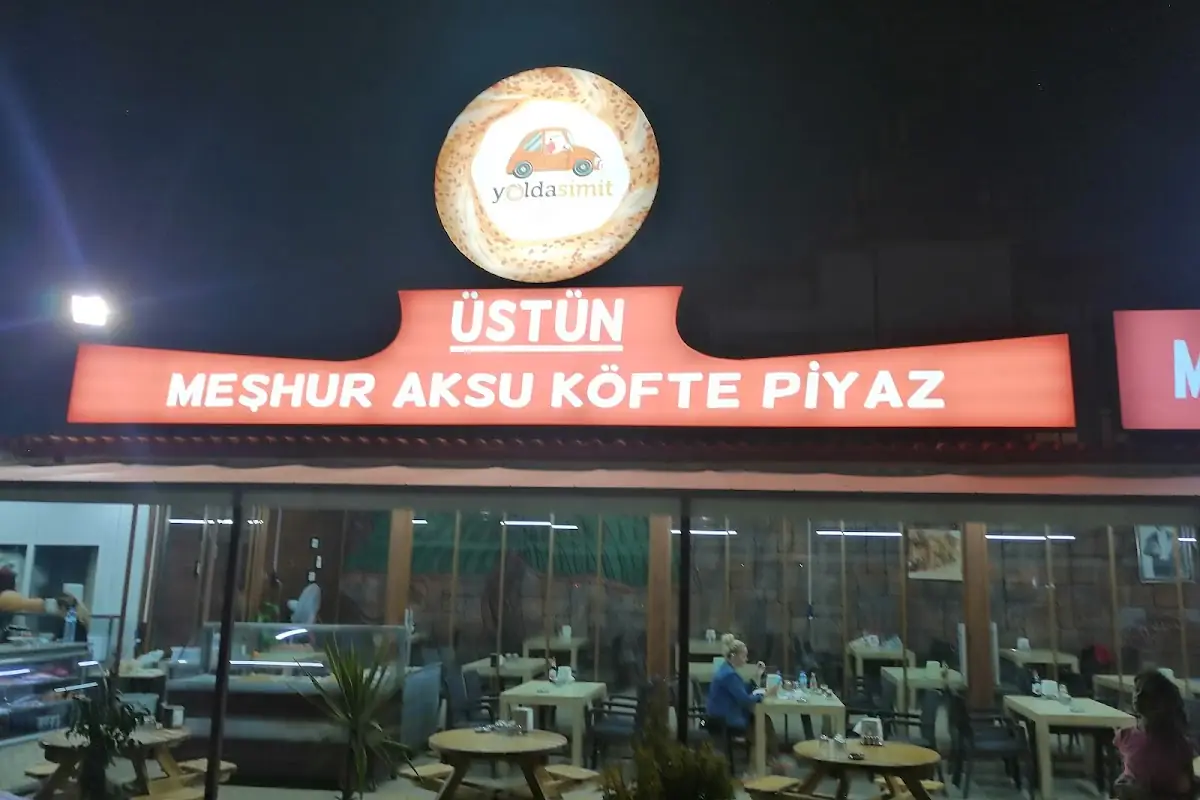 yoldasimit
ÜSTÜN
MEŞHUR AKSU KÖFTE PİYAZ
M